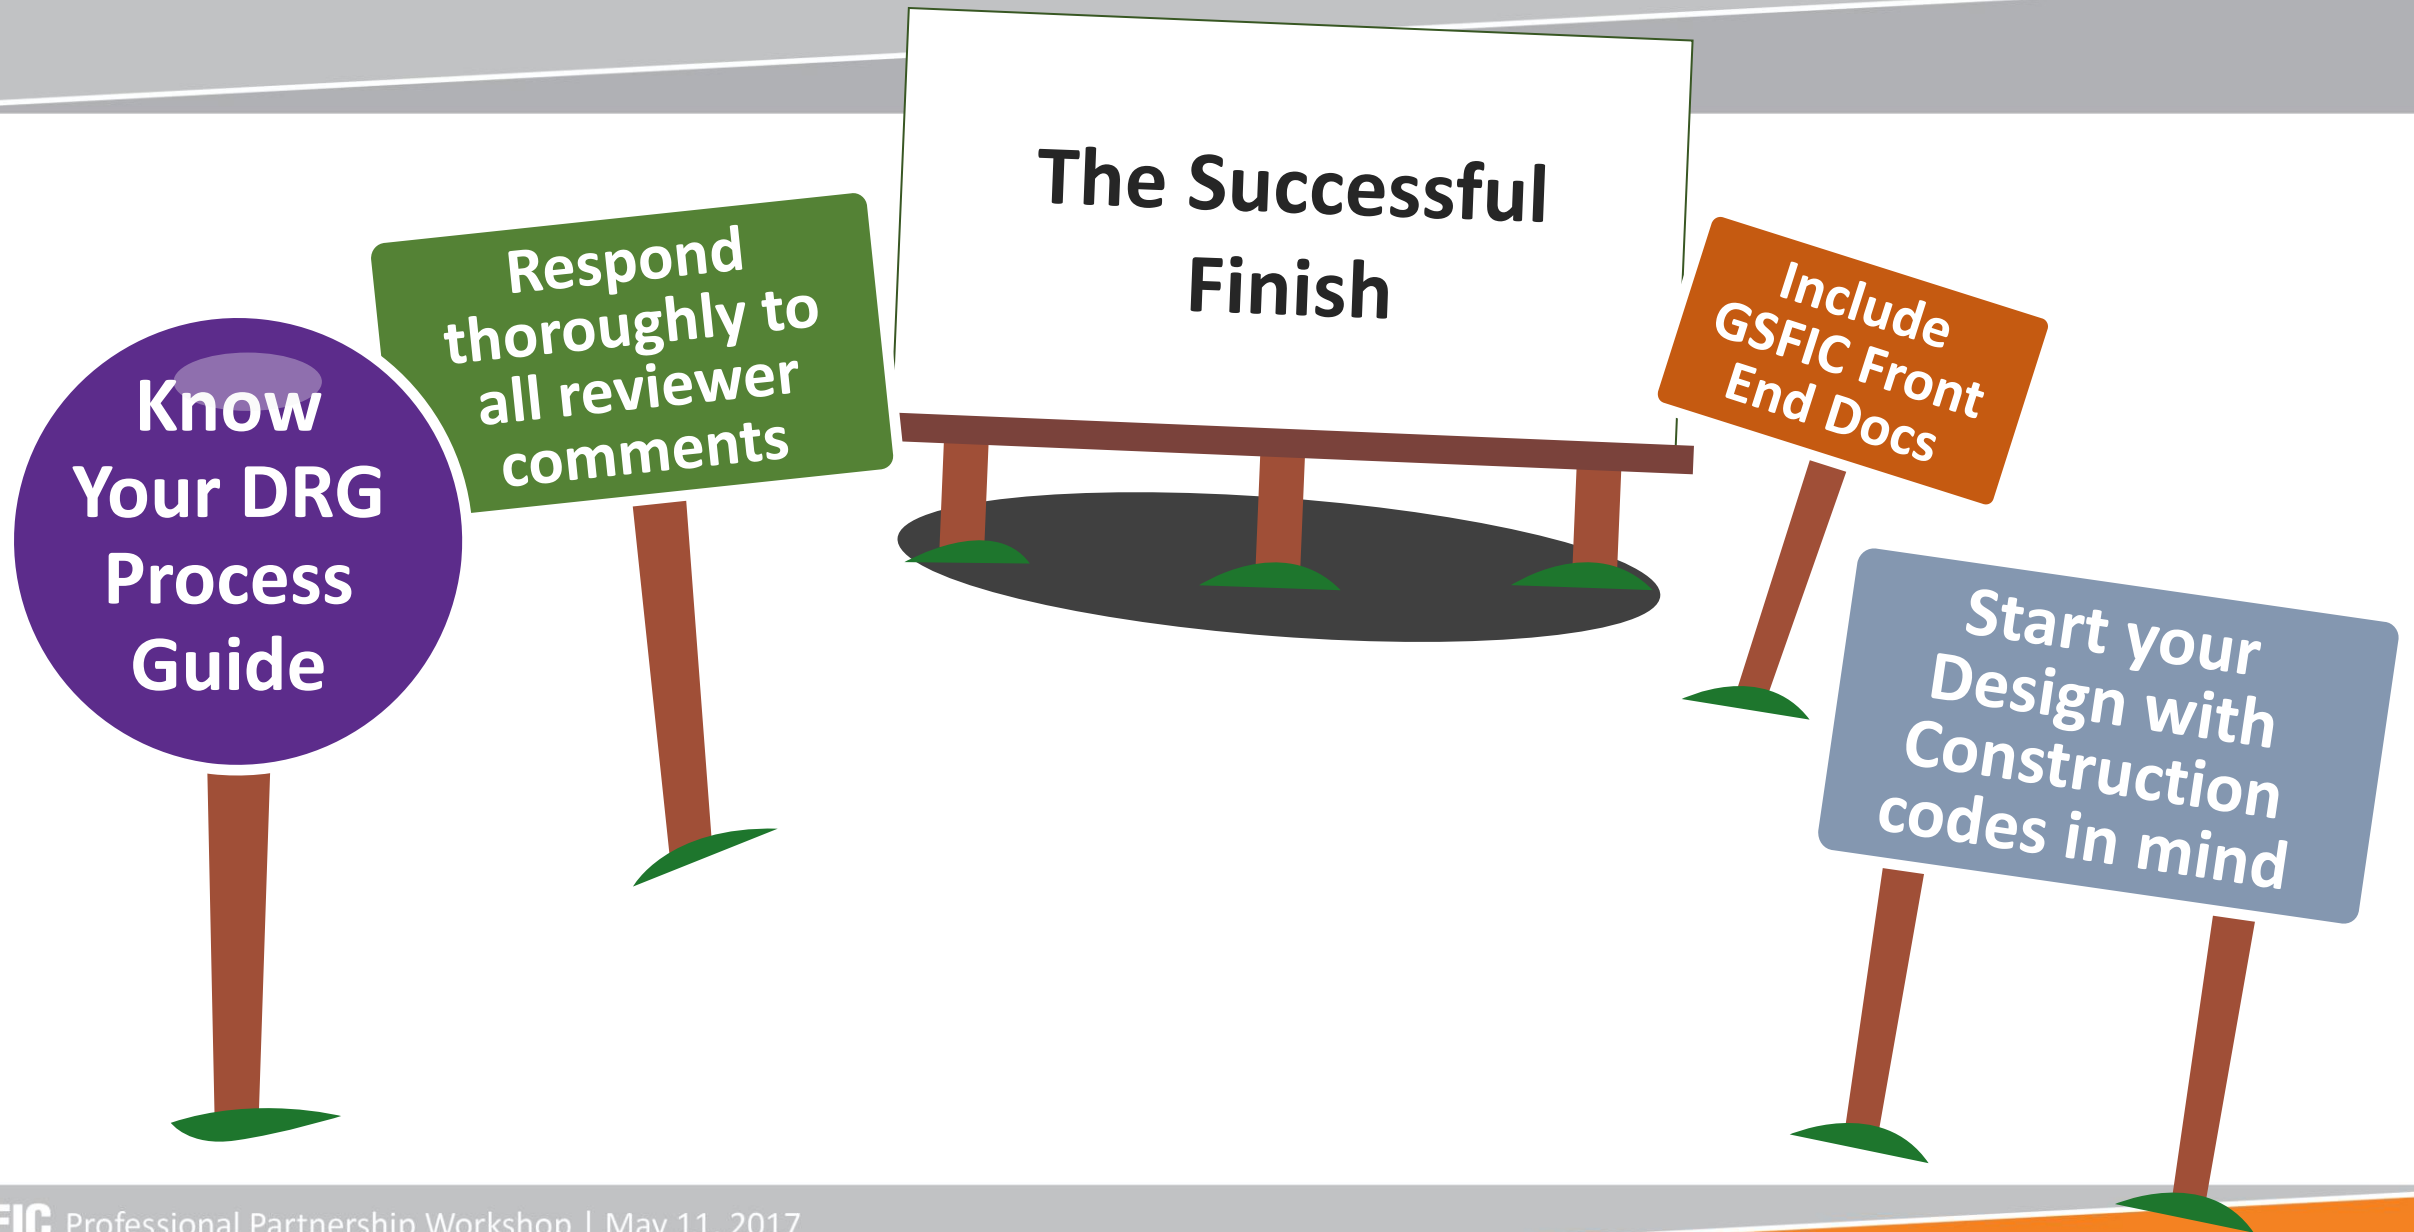 The Successful
Finish
Know
Your DRG
Process
Guide
Respond
thoroughly to
all reviewer
comments
Include
GSFIC Front
End Docs
Start your
Design with
Construction
codes in mind
Professional Partnership Workshop | May 11, 2017